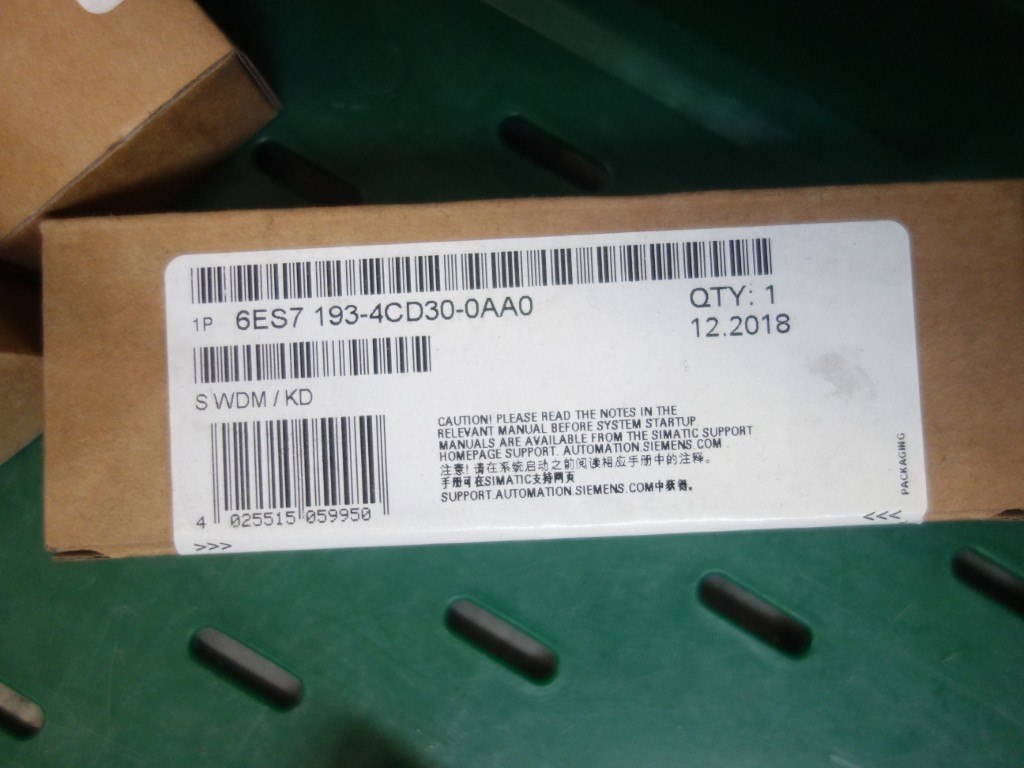 1P 6ES7 193-4CD30-0AA0
QTY: 1
12.2018
S WDM / KD
CAUTION! PLEASE READ THE NOTES IN THE
RELEVANT MANUAL BEFORE SYSTEM STARTUP.
MANUALS ARE AVAILABLE FROM THE SIMATIC SUPPORT
HOMEPAGE SUPPORT. AUTOMATION.SIEMENS.COM
注意! 请在系统启动之前阅读相应手册中的注释。
手册可在SIMATIC支持网页
SUPPORT.AUTOMATION.SIEMENS.COM中获得。
4 025515 059950
>>>
<<<
PACKAGING